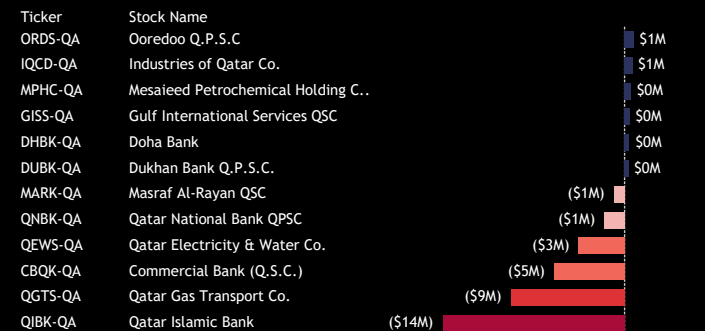 Ticker Stock Name
ORDS-QA Ooredoo Q.P.S.C $1M
IQCD-QA Industries of Qatar Co. $1M
MPHC-QA Mesaieed Petrochemical Holding C.. $0M
GISS-QA Gulf International Services QSC $0M
DHBK-QA Doha Bank $0M
DUBK-QA Dukhan Bank Q.P.S.C. $0M
MARK-QA Masraf Al-Rayan QSC ($1M)
QNBK-QA Qatar National Bank QPSC ($1M)
QEWS-QA Qatar Electricity & Water Co. ($3M)
CBQK-QA Commercial Bank (Q.S.C.) ($5M)
QGTS-QA Qatar Gas Transport Co. ($9M)
QIBK-QA Qatar Islamic Bank ($14M)